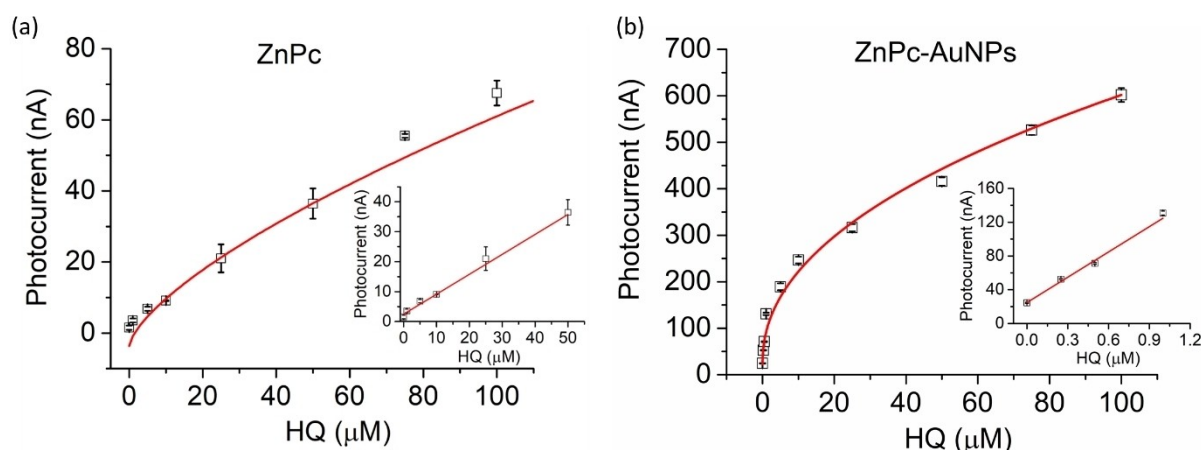 (a)
ZnPc
Photocurrent (nA)
80
60
40
20
0
0 20 40 60 80 100
HQ (μM)
Photocurrent (nA)
40
30
20
10
0
0 10 20 30 40 50
HQ (μM)
(b)
ZnPc-AuNPs
Photocurrent (nA)
700
600
500
400
300
200
100
0
0 20 40 60 80 100
HQ (μM)
Photocurrent (nA)
160
120
80
40
0
0.0 0.3 0.6 0.9 1.2
HQ (μM)